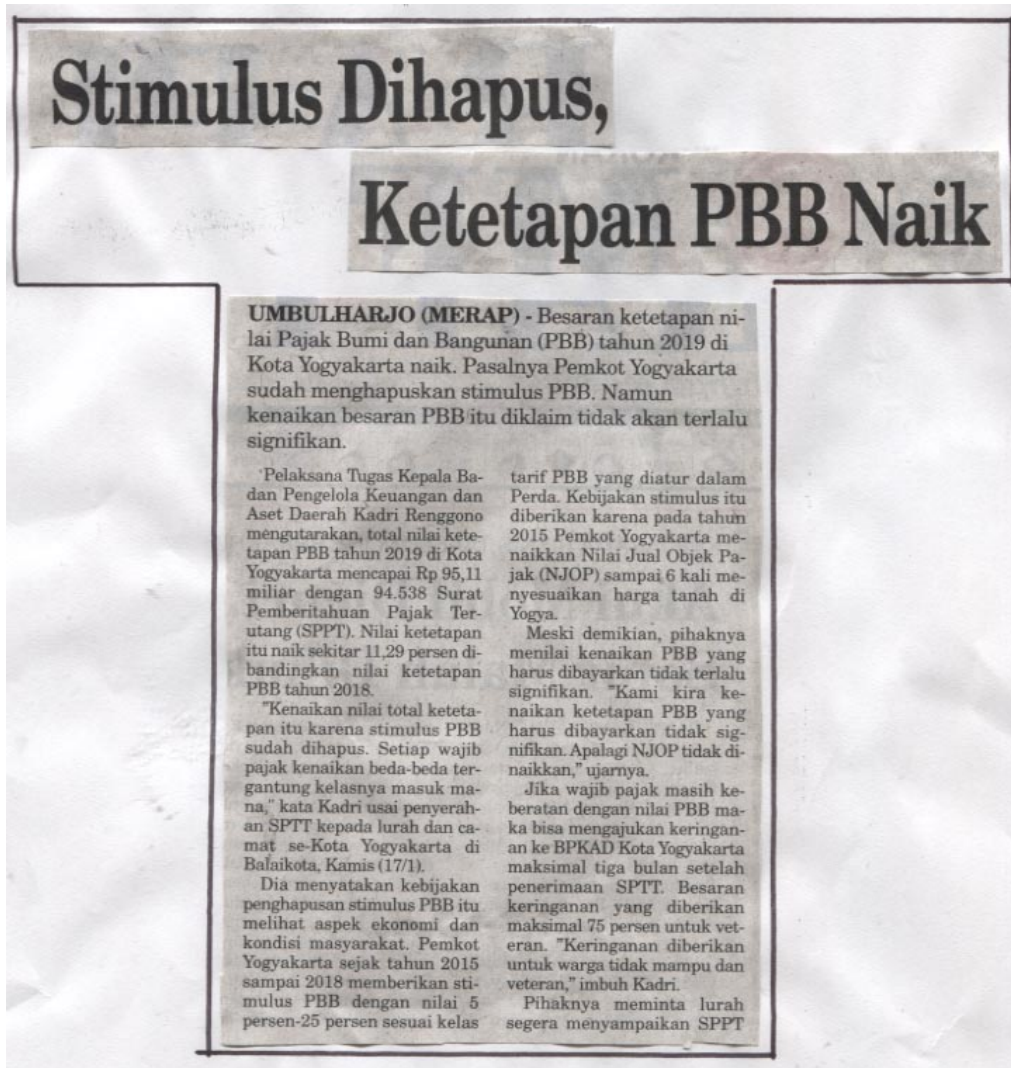 Stimulus Dihapus,
Ketetapan PBB Naik
UMBULHARJO (MERAP) - Besaran ketetapan ni-
lai Pajak Bumi dan Bangunan (PBB) tahun 2019 di
Kota Yogyakarta naik. Pasalnya Pemkot Yogyakarta
sudah menghapuskan stimulus PBB. Namun
kenaikan besaran PBB itu diklaim tidak akan terlalu
signifikan.
Pelaksana Tugas Kepala Ba-
dan Pengelola Keuangan dan
Aset Daerah Kadri Renggono
mengutarakan, total nilai kete-
tapan PBB tahun 2019 di Kota
Yogyakarta mencapai Rp 95,11
miliar dengan 94.538 Surat
Pemberitahuan Pajak Ter-
utang (SPPT). Nilai ketetapan
itu naik sekitar 11,29 persen di-
bandingkan nilai ketetapan
PBB tahun 2018.
"Kenaikan nilai total keteta-
pan itu karena stimulus PBB
sudah dihapus. Setiap wajib
pajak kenaikan beda-beda ter-
gantung kelasnya masuk ma-
na," kata Kadri usai penyerah-
an SPTT kepada lurah dan ca-
mat se-Kota Yogyakarta di
Balaikota, Kamis (17/1).
Dia menyatakan kebijakan
penghapusan stimulus PBB itu
melihat aspek ekonomi dan
kondisi masyarakat. Pemkot
Yogyakarta sejak tahun 2015
sampai 2018 memberikan sti-
mulus PBB dengan nilai 5
persen-25 persen sesuai kelas
tarif PBB yang diatur dalam
Perda. Kebijakan stimulus itu
diberikan karena pada tahun
2015 Pemkot Yogyakarta me-
naikkan Nilai Jual Objek Pa-
jak (NJOP) sampai 6 kali me-
nyesuaikan harga tanah di
Yogya.
Meski demikian, pihaknya
menilai kenaikan PBB yang
harus dibayarkan tidak terlalu
signifikan. "Kami kira ke-
naikan ketetapan PBB yang
harus dibayarkan tidak sig-
nifikan. Apalagi NJOP tidak di-
naikkan," ujarnya.
Jika wajib pajak masih ke-
beratan dengan nilai PBB ma-
ka bisa mengajukan keringan-
an ke BPKAD Kota Yogyakarta
maksimal tiga bulan setelah
penerimaan SPTT. Besaran
keringanan yang diberikan
maksimal 75 persen untuk vet-
eran. "Keringanan diberikan
untuk warga tidak mampu dan
veteran," imbuh Kadri.
Pihaknya meminta lurah
segera menyampaikan SPPT